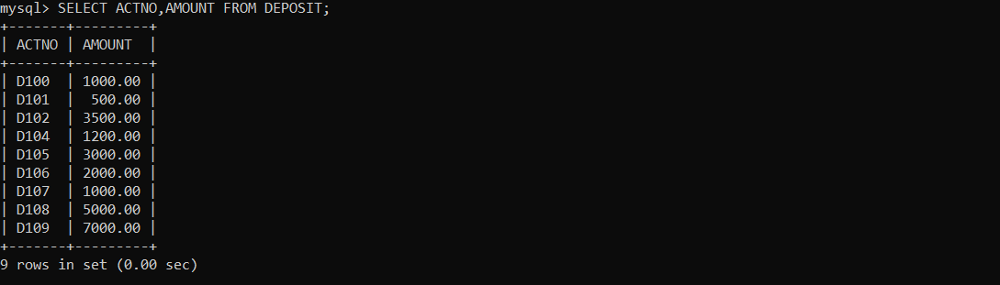 mysql> SELECT ACTNO,AMOUNT FROM DEPOSIT;
+-------+---------+
| ACTNO | AMOUNT  |
+-------+---------+
| D100  | 1000.00 |
| D101  |  500.00 |
| D102  | 3500.00 |
| D104  | 1200.00 |
| D105  | 3000.00 |
| D106  | 2000.00 |
| D107  | 1000.00 |
| D108  | 5000.00 |
| D109  | 7000.00 |
+-------+---------+
9 rows in set (0.00 sec)